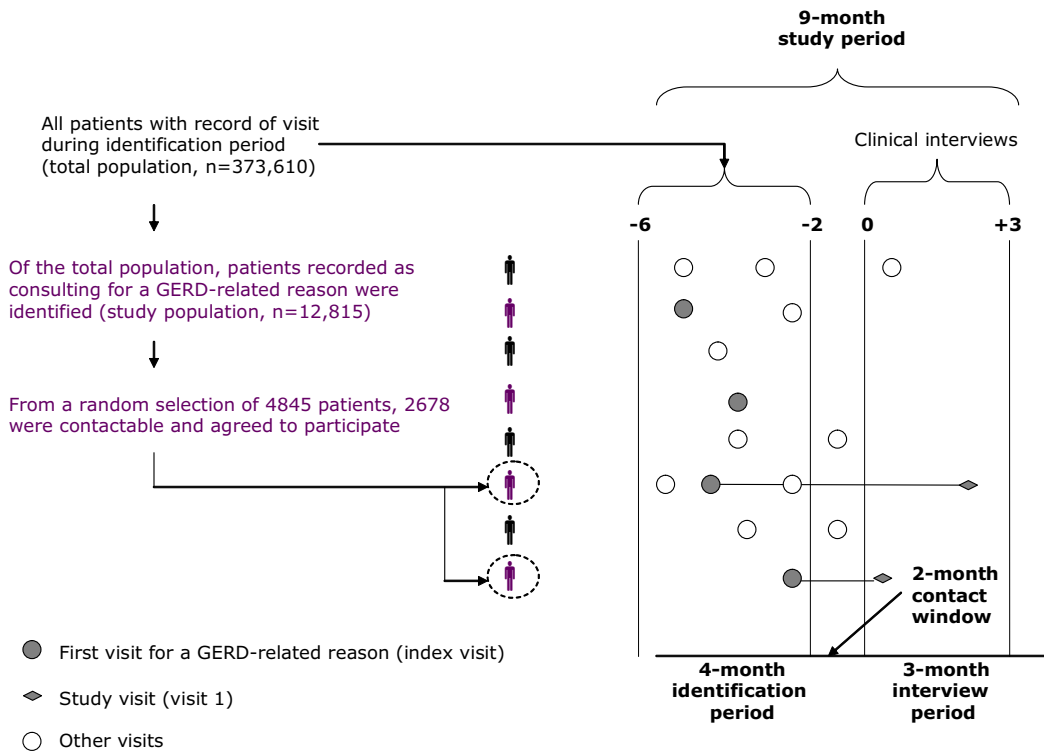 9-month
study period
All patients with record of visit
during identification period
(total population, n=373,610)
Clinical interviews
-6
-2
0
+3
Of the total population, patients recorded as
consulting for a GERD-related reason were
identified (study population, n=12,815)
From a random selection of 4845 patients, 2678
were contactable and agreed to participate
2-month
contact
window
First visit for a GERD-related reason (index visit)
Study visit (visit 1)
Other visits
4-month
identification
period
3-month
interview
period